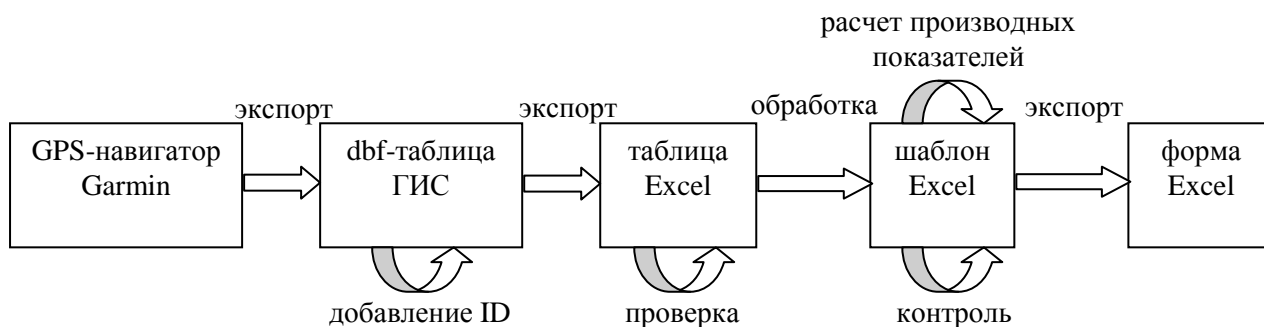 расчет производных
показателей
экспорт
экспорт
обработка
экспорт
GPS-навигатор
Garmin
dbf-таблица
ГИС
таблица
Excel
шаблон
Excel
форма
Excel
добавление ID
проверка
контроль